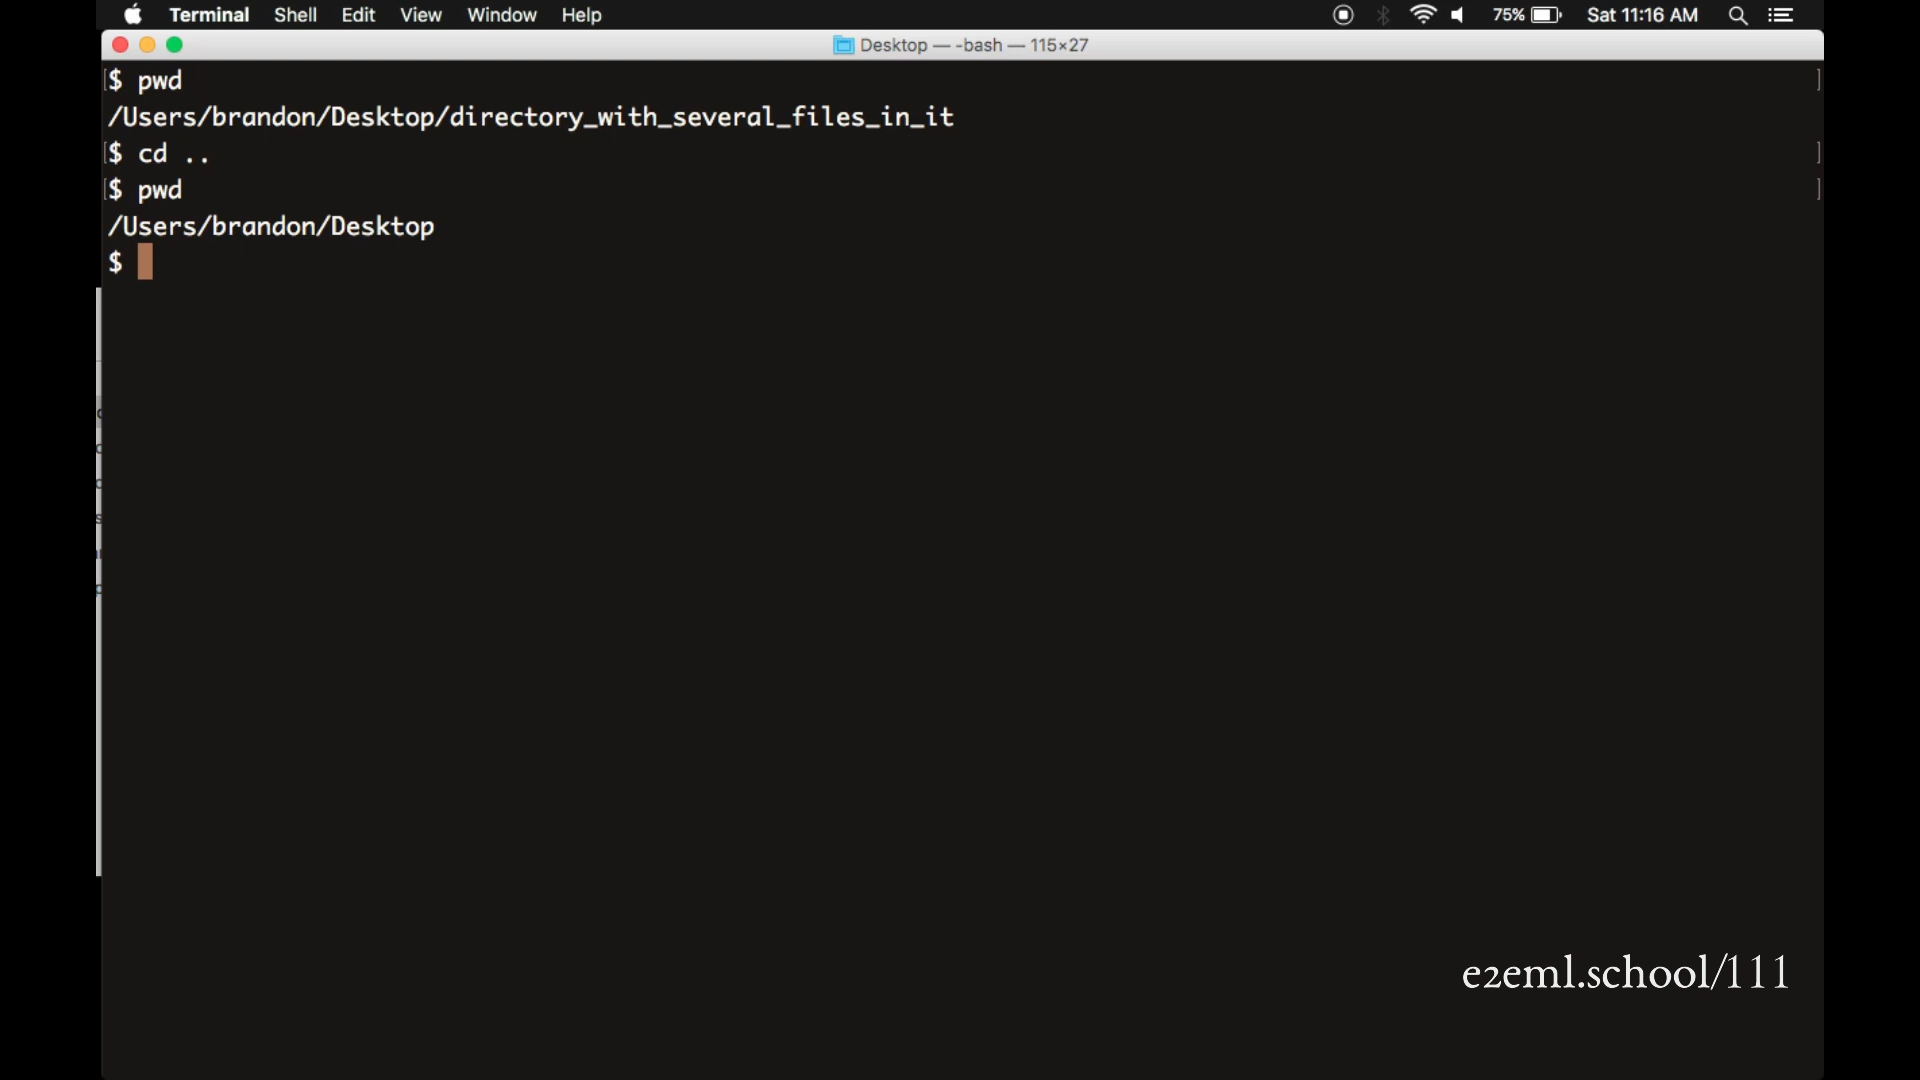 Terminal Shell Edit View Window Help 75% Sat 11:16 AM
Desktop — -bash — 115×27
[$ pwd ]
/Users/brandon/Desktop/directory_with_several_files_in_it
[$ cd .. ]
[$ pwd ]
/Users/brandon/Desktop
$
e2eml.school/111